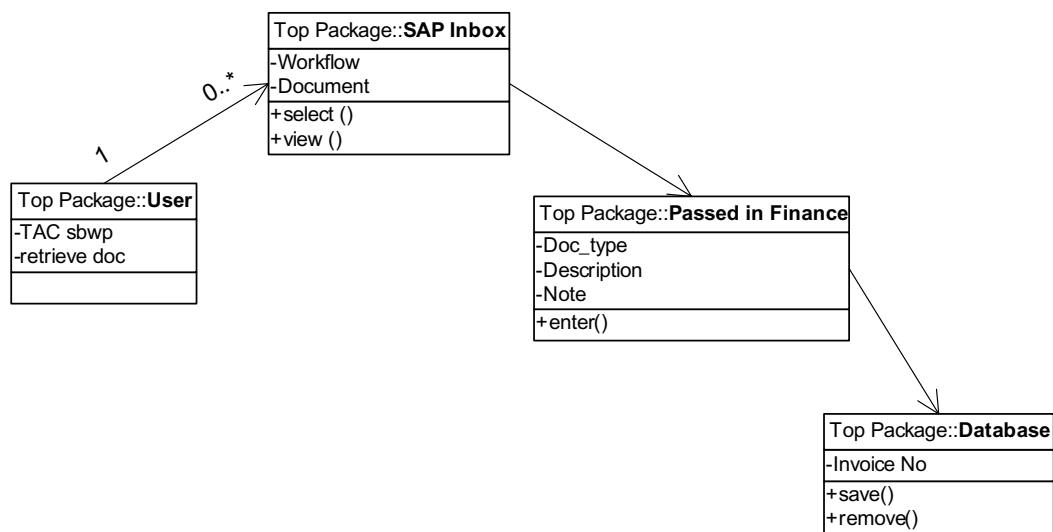 Top Package::SAP Inbox
-Workflow
-Document
+select ()
+view ()
0..*
1
Top Package::User
-TAC sbwp
-retrieve doc
Top Package::Passed in Finance
-Doc_type
-Description
-Note
+enter()
Top Package::Database
-Invoice No
+save()
+remove()